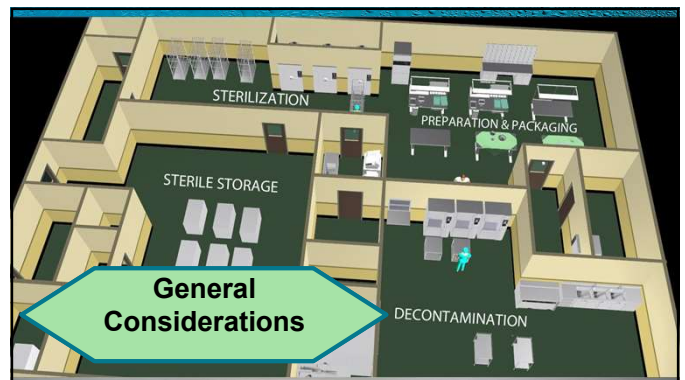 STERILIZATION
PREPARATION & PACKAGING
STERILE STORAGE
General
Considerations
DECONTAMINATION